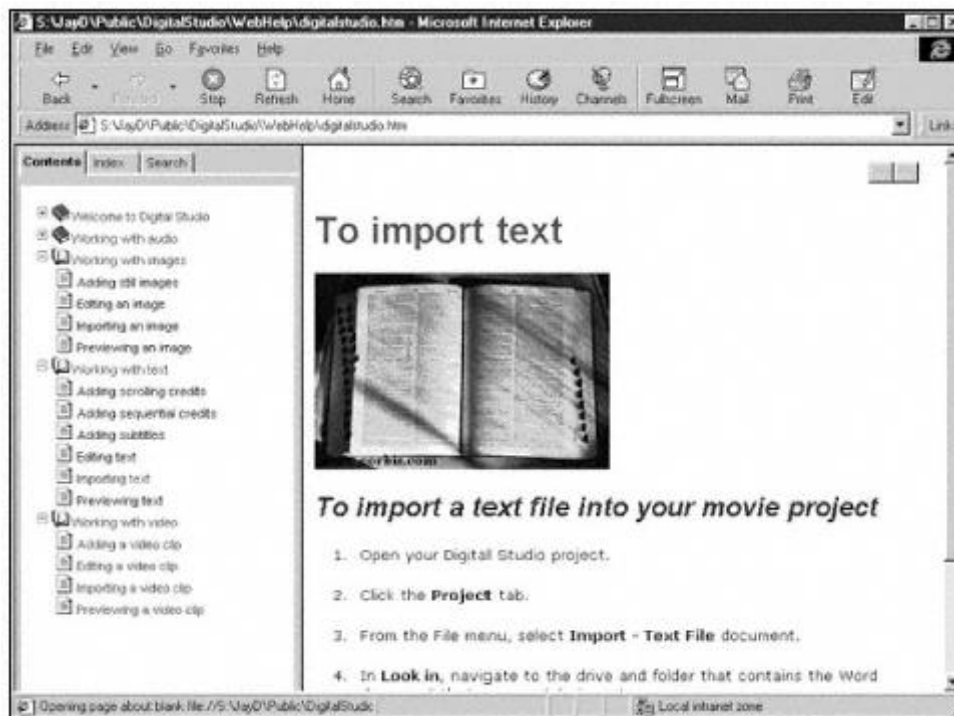 S:\JayD\Public\DigitalStudio\WebHelp\digitalstudio.htm - Microsoft Internet Explorer
File Edit View Go Favorites Help
Back Forward Stop Refresh Home Search Favorites History Channels Fullscreen Mail Print Edit
Address S:\JayD\Public\DigitalStudio\WebHelp\digitalstudio.htm Links
Contents Index Search
Welcome to Digital Studio
Working with audio
Working with images
Adding still images
Editing an image
Importing an image
Previewing an image
Working with text
Adding scrolling credits
Adding sequential credits
Adding subtitles
Editing text
Importing text
Previewing text
Working with video
Adding a video clip
Editing a video clip
Importing a video clip
Previewing a video clip
To import text
corbis.com
To import a text file into your movie project
1. Open your Digital Studio project.
2. Click the Project tab.
3. From the File menu, select Import - Text File document.
4. In Look in, navigate to the drive and folder that contains the Word
Opening page about:blank file://S:\JayD\Public\DigitalStudio
Local intranet zone